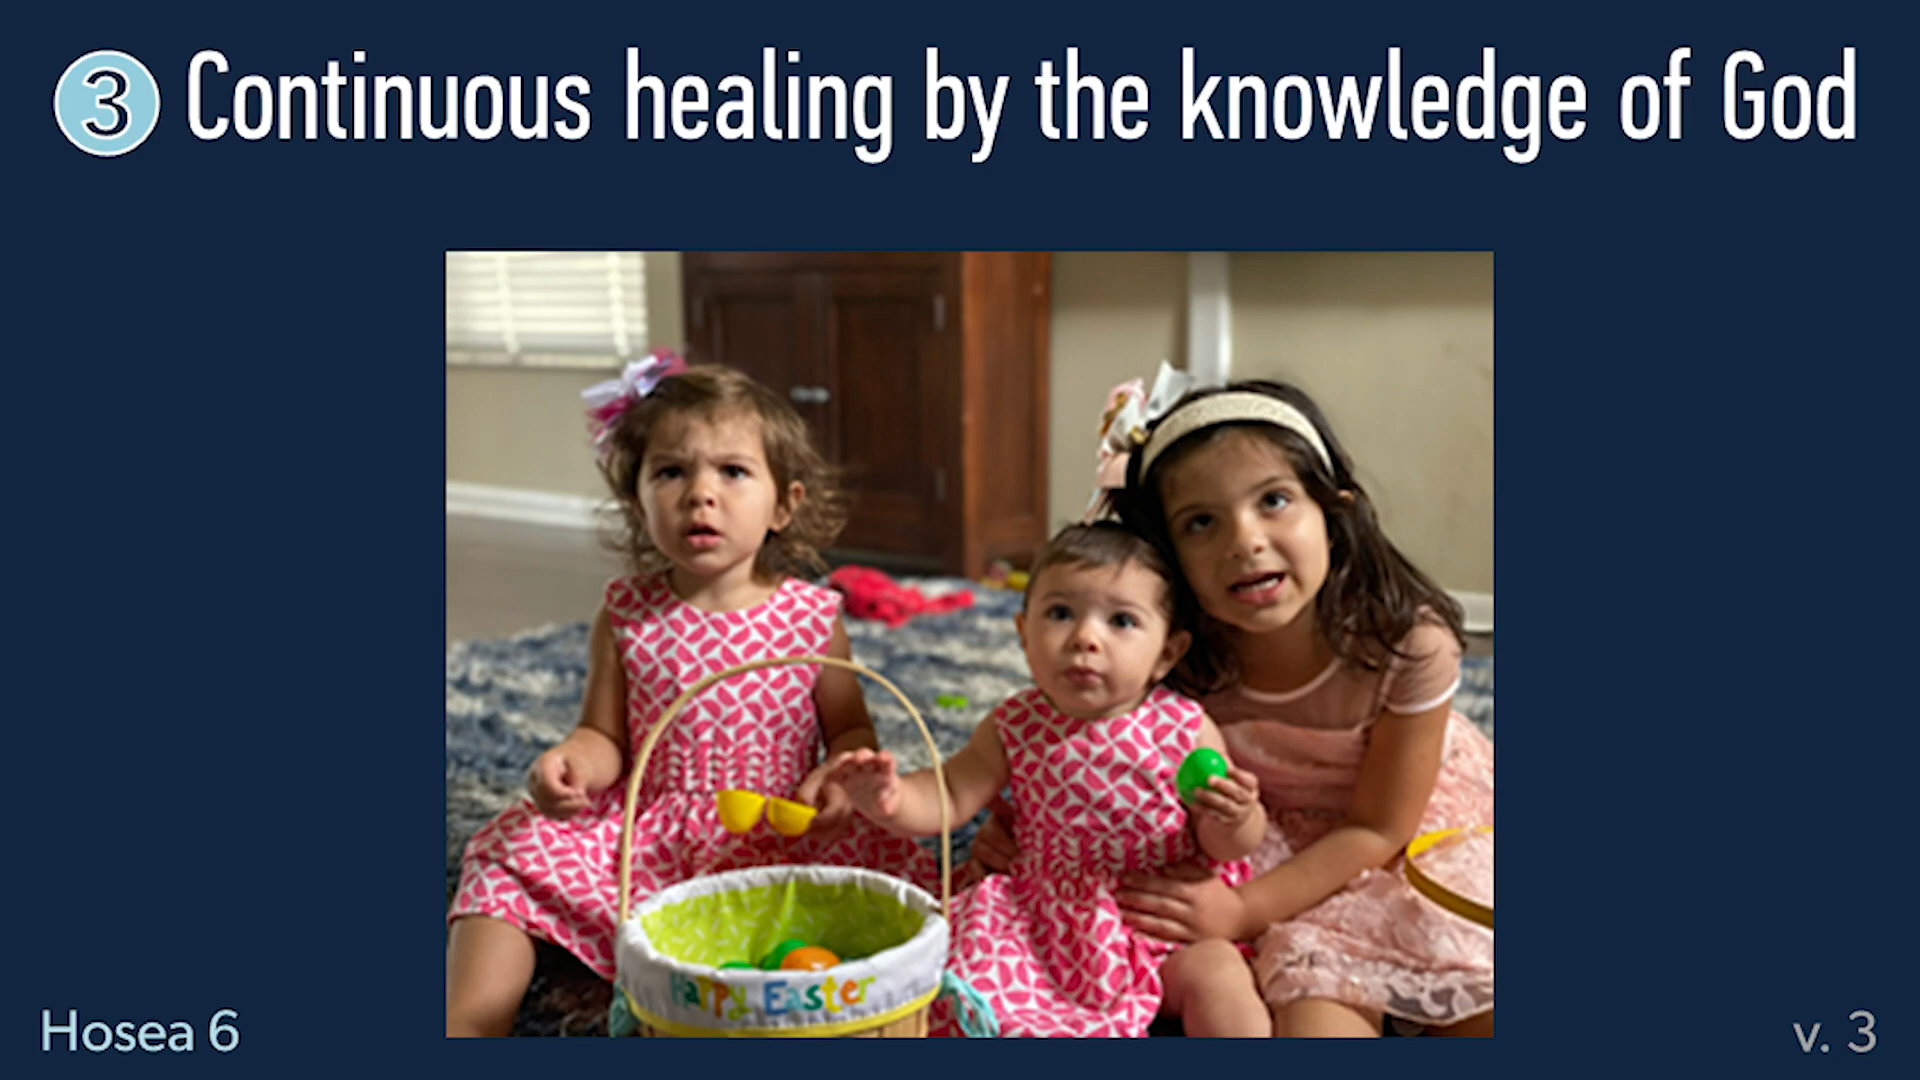 3 Continuous healing by the knowledge of God
Happy Easter
Hosea 6
v. 3